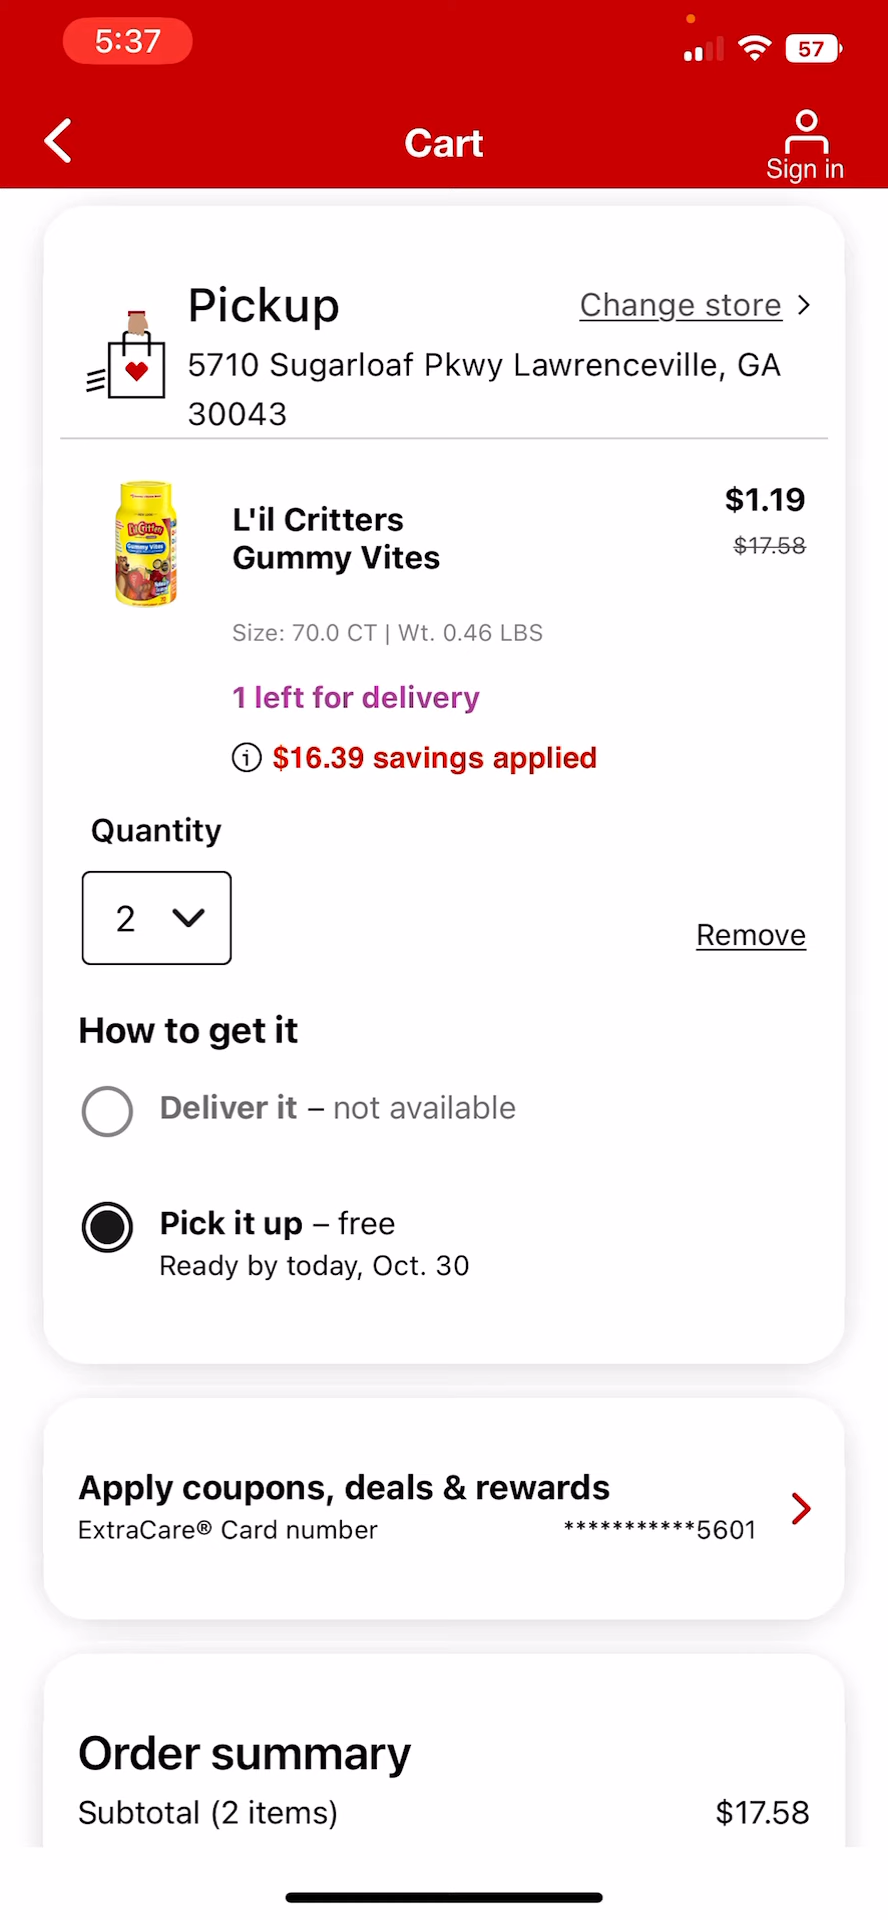 5:37
57
Cart
Sign in
Pickup
Change store
5710 Sugarloaf Pkwy Lawrenceville, GA
30043
L'il Critters
Gummy Vites
$1.19
$17.58
Size: 70.0 CT | Wt. 0.46 LBS
1 left for delivery
$16.39 savings applied
Quantity
2
Remove
How to get it
Deliver it – not available
Pick it up – free
Ready by today, Oct. 30
Apply coupons, deals & rewards
ExtraCare® Card number ***********5601
Order summary
Subtotal (2 items) $17.58